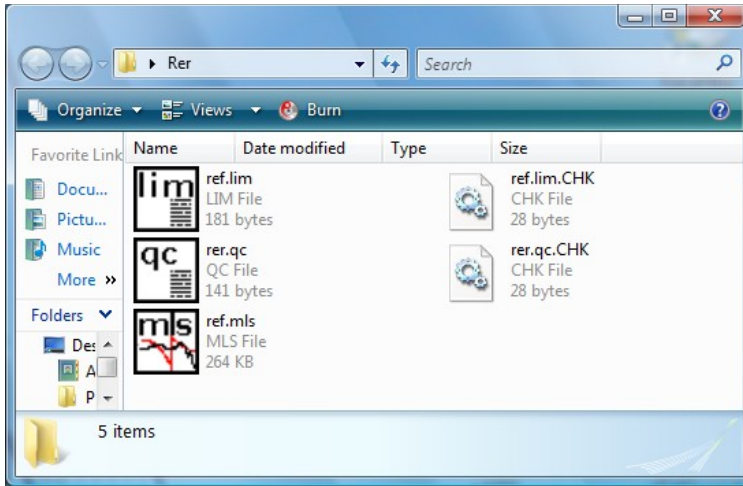 Rer
Search
Organize Views Burn
Favorite Link
Name Date modified Type Size
Docu...
Pictu...
Music
More »
Folders
Des
A
P
lim
ref.lim
LIM File
181 bytes
ref.lim.CHK
CHK File
28 bytes
qc
rer.qc
QC File
141 bytes
rer.qc.CHK
CHK File
28 bytes
mls
ref.mls
MLS File
264 KB
5 items